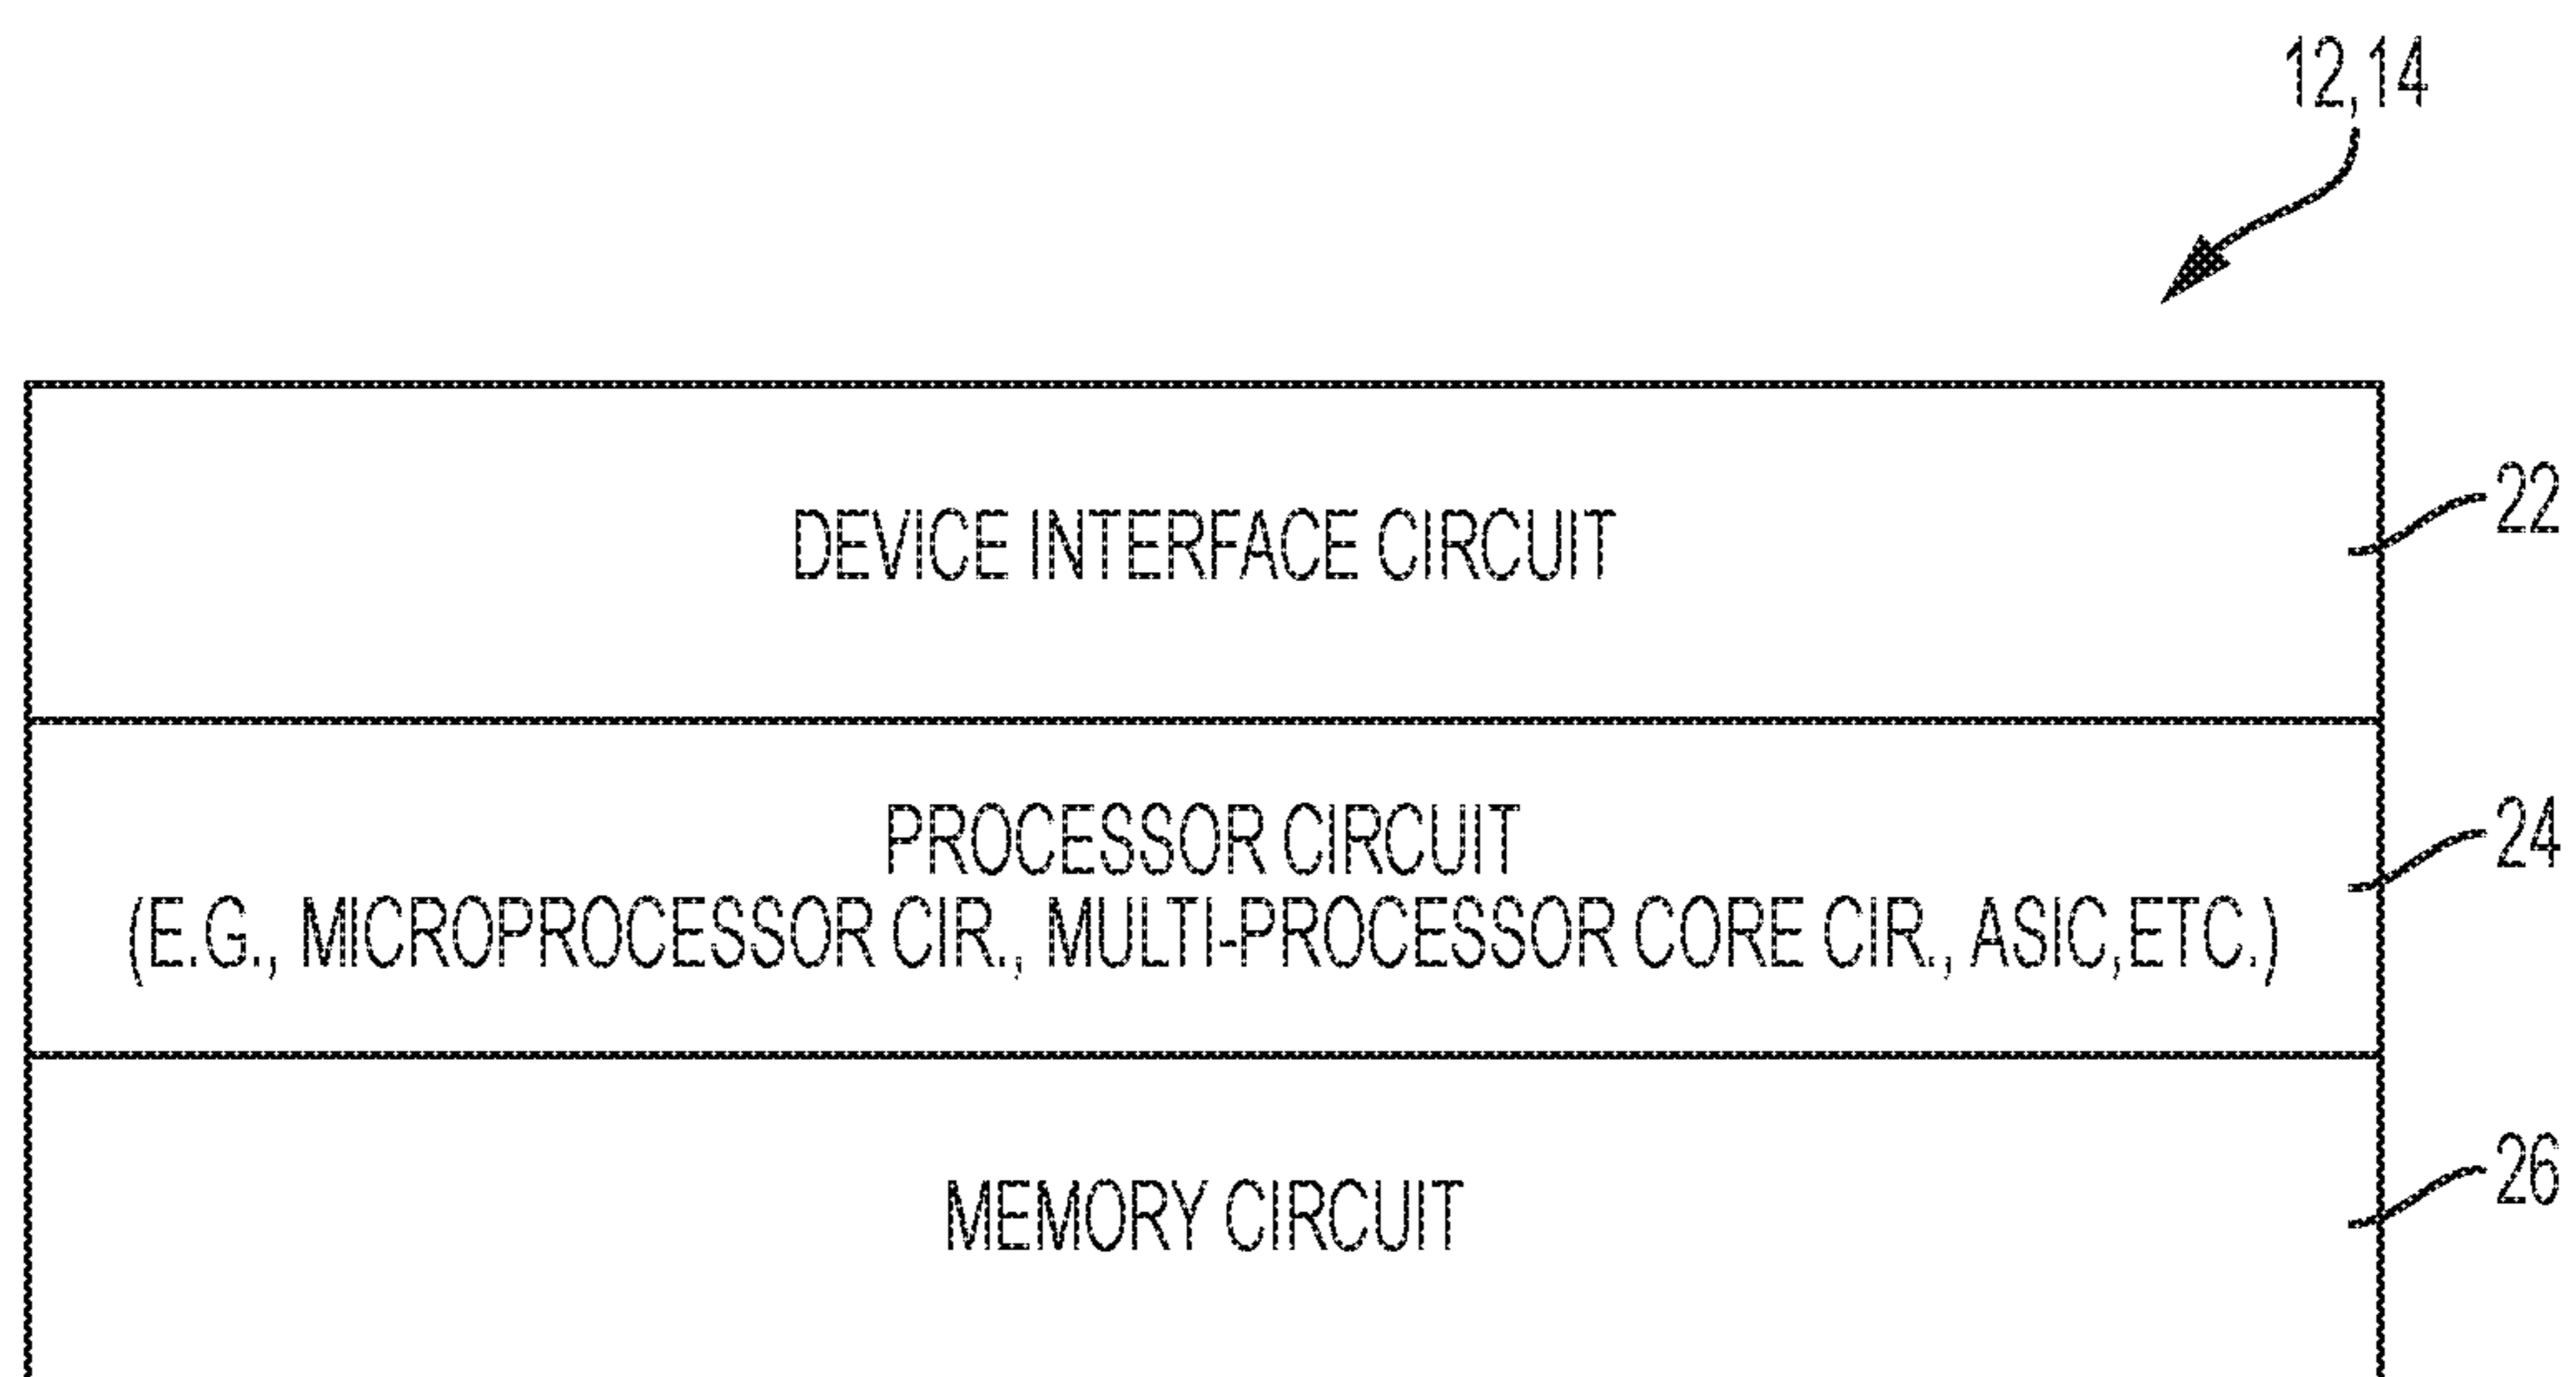 12,14
DEVICE INTERFACE CIRCUIT
22
PROCESSOR CIRCUIT
(E.G., MICROPROCESSOR CIR., MULTI-PROCESSOR CORE CIR., ASIC,ETC.)
24
MEMORY CIRCUIT
26